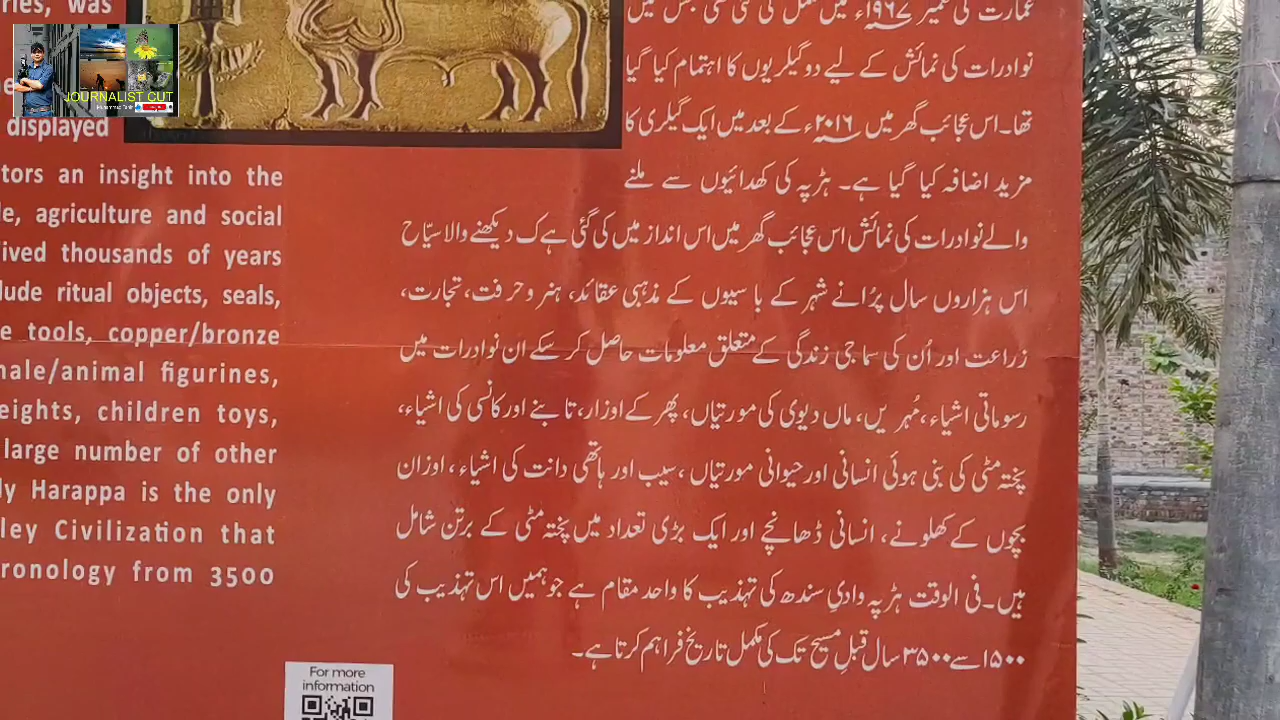 ries, was
displayed
tors an insight into the
le, agriculture and social
ived thousands of years
lude ritual objects, seals,
e tools, copper/bronze
nale/animal figurines,
eights, children toys,
large number of other
ly Harappa is the only
ley Civilization that
ronology from 3500
عمارت کی تعمیر ۱۹۶۷ء میں مکمل کی گئی تھی جس میں
نوادرات کی نمائش کے لیے دو گیلریوں کا اہتمام کیا گیا
تھا۔ اس عجائب گھر میں ۲۰۱۶ء کے بعد میں ایک گیلری کا
مزید اضافہ کیا گیا ہے۔ ہڑپہ کی کھدائیوں سے ملنے
والے نوادرات کی نمائش اس عجائب گھر میں اس انداز میں کی گئی ہےک دیکھنے والا سیّاح
اس ہزاروں سال پرُانے شہر کے باسیوں کے مذہبی عقائد، ہنر وحرفت، تجارت،
زراعت اور اُن کی سماجی زندگی کے متعلق معلومات حاصل کر سکے ان نوادرات میں
رسوماتی اشیاء، مُہریں، ماں دیوی کی مورتیاں، پتھر کے اوزار، تانبے اور کانسی کی اشیاء،
پختہ مٹی کی بنی ہوئی انسانی اور حیوانی مورتیاں، سیپ اور ہاتھی دانت کی اشیاء، اوزان
بچوں کے کھلونے، انسانی ڈھانچے اور ایک بڑی تعداد میں پختہ مٹی کے برتن شامل
ہیں۔ فی الوقت ہڑپہ وادیِ سندھ کی تہذیب کا واحد مقام ہے جو ہمیں اس تہذیب کی
۱۵۰۰ سے ۳۵۰۰ سال قبلِ مسیح تک کی مکمل تاریخ فراہم کرتا ہے۔
For more
information
JOURNALIST CUT